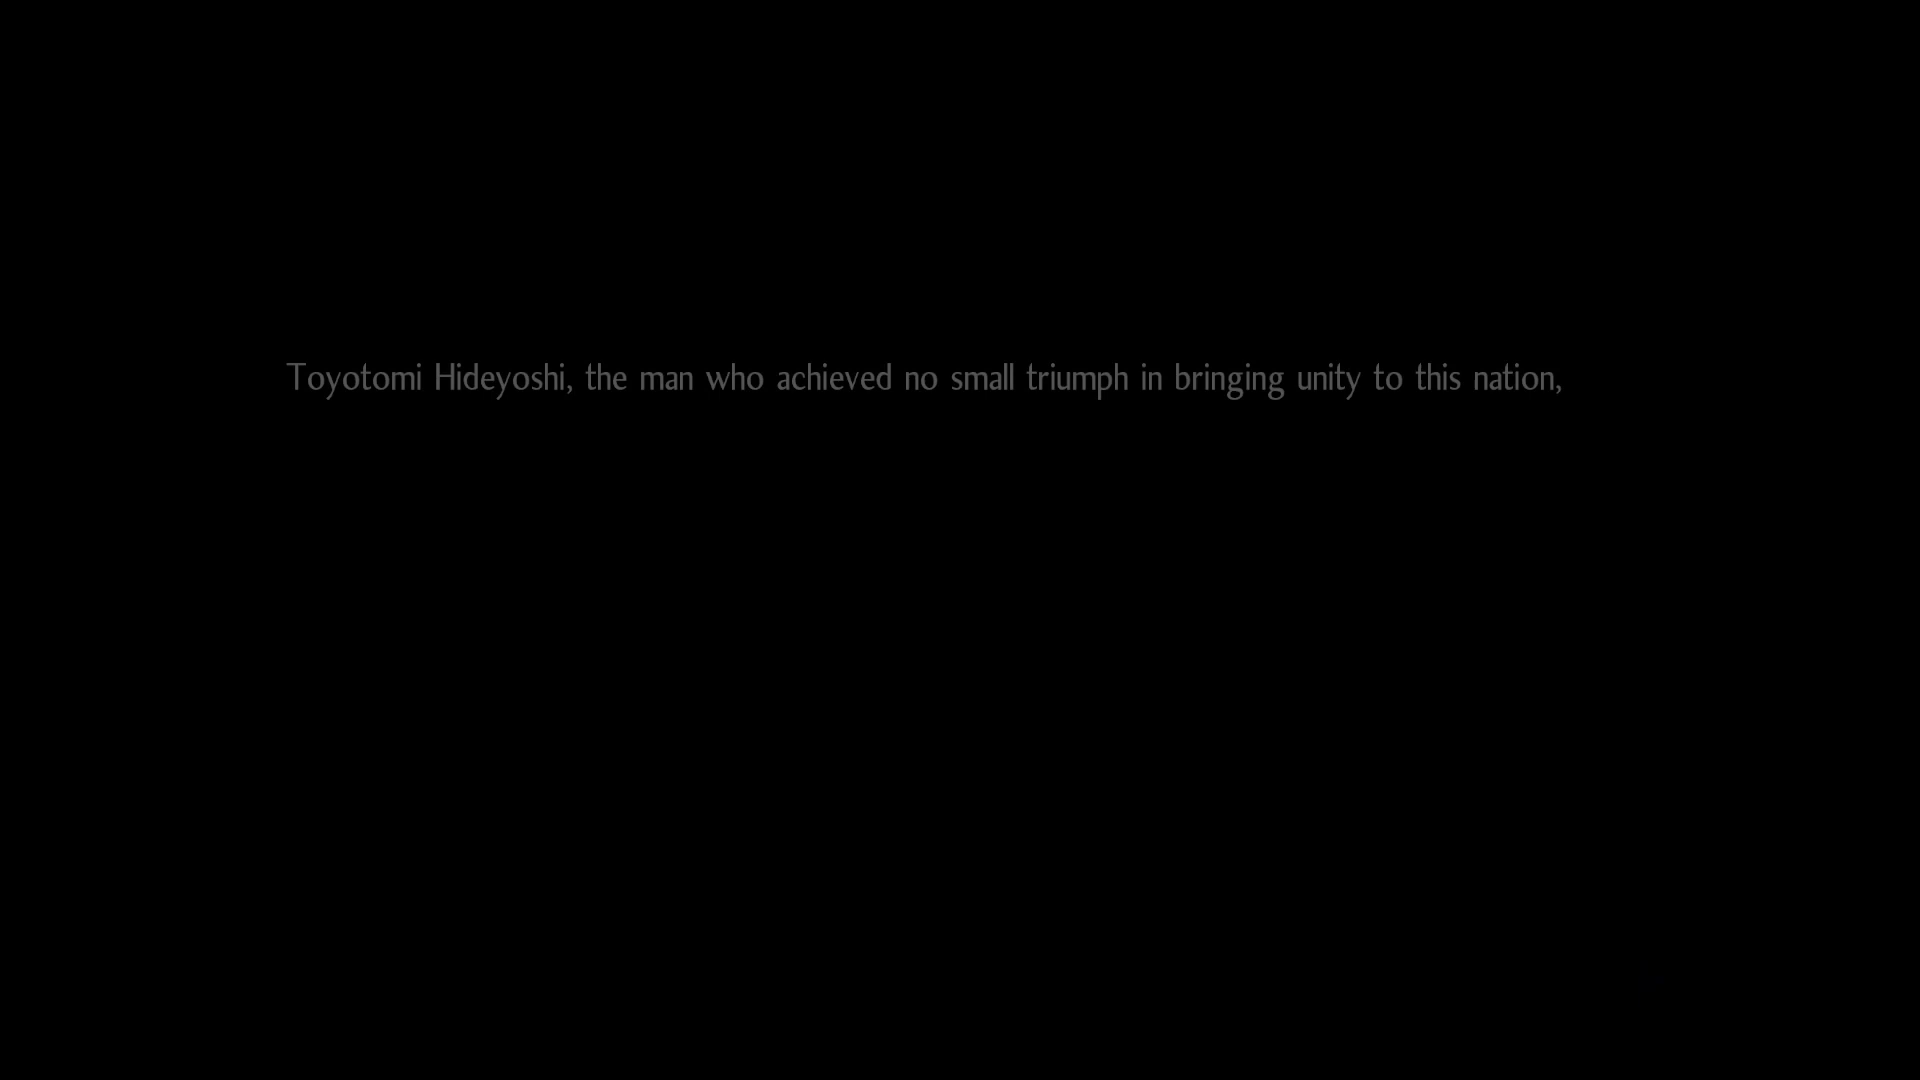 Toyotomi Hideyoshi, the man who achieved no small triumph in bringing unity to this nation,